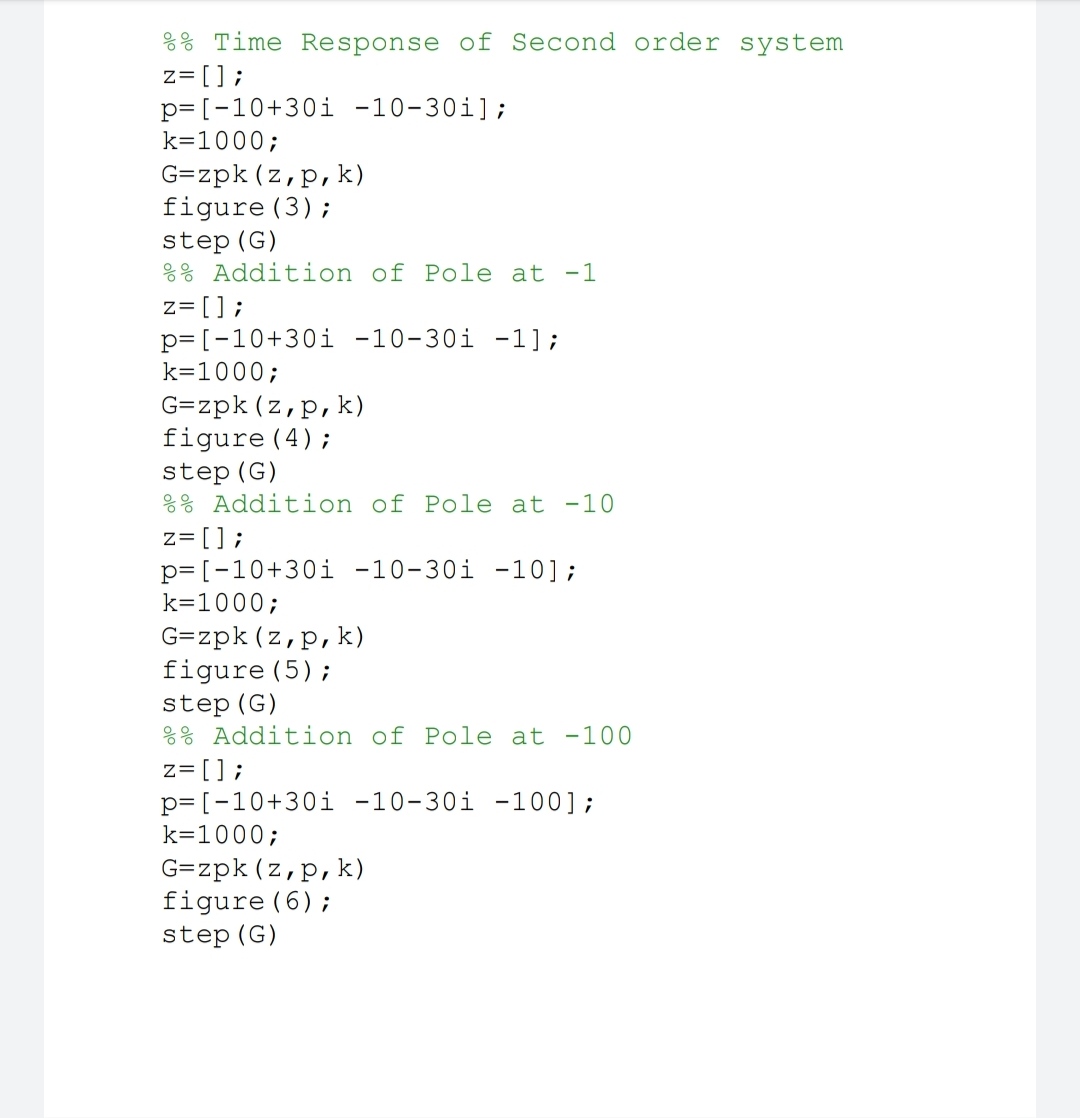 %% Time Response of Second order system
z=[];
p=[-10+30i -10-30i];
k=1000;
G=zpk(z,p,k)
figure(3);
step(G)
%% Addition of Pole at -1
z=[];
p=[-10+30i -10-30i -1];
k=1000;
G=zpk(z,p,k)
figure(4);
step(G)
%% Addition of Pole at -10
z=[];
p=[-10+30i -10-30i -10];
k=1000;
G=zpk(z,p,k)
figure(5);
step(G)
%% Addition of Pole at -100
z=[];
p=[-10+30i -10-30i -100];
k=1000;
G=zpk(z,p,k)
figure(6);
step(G)